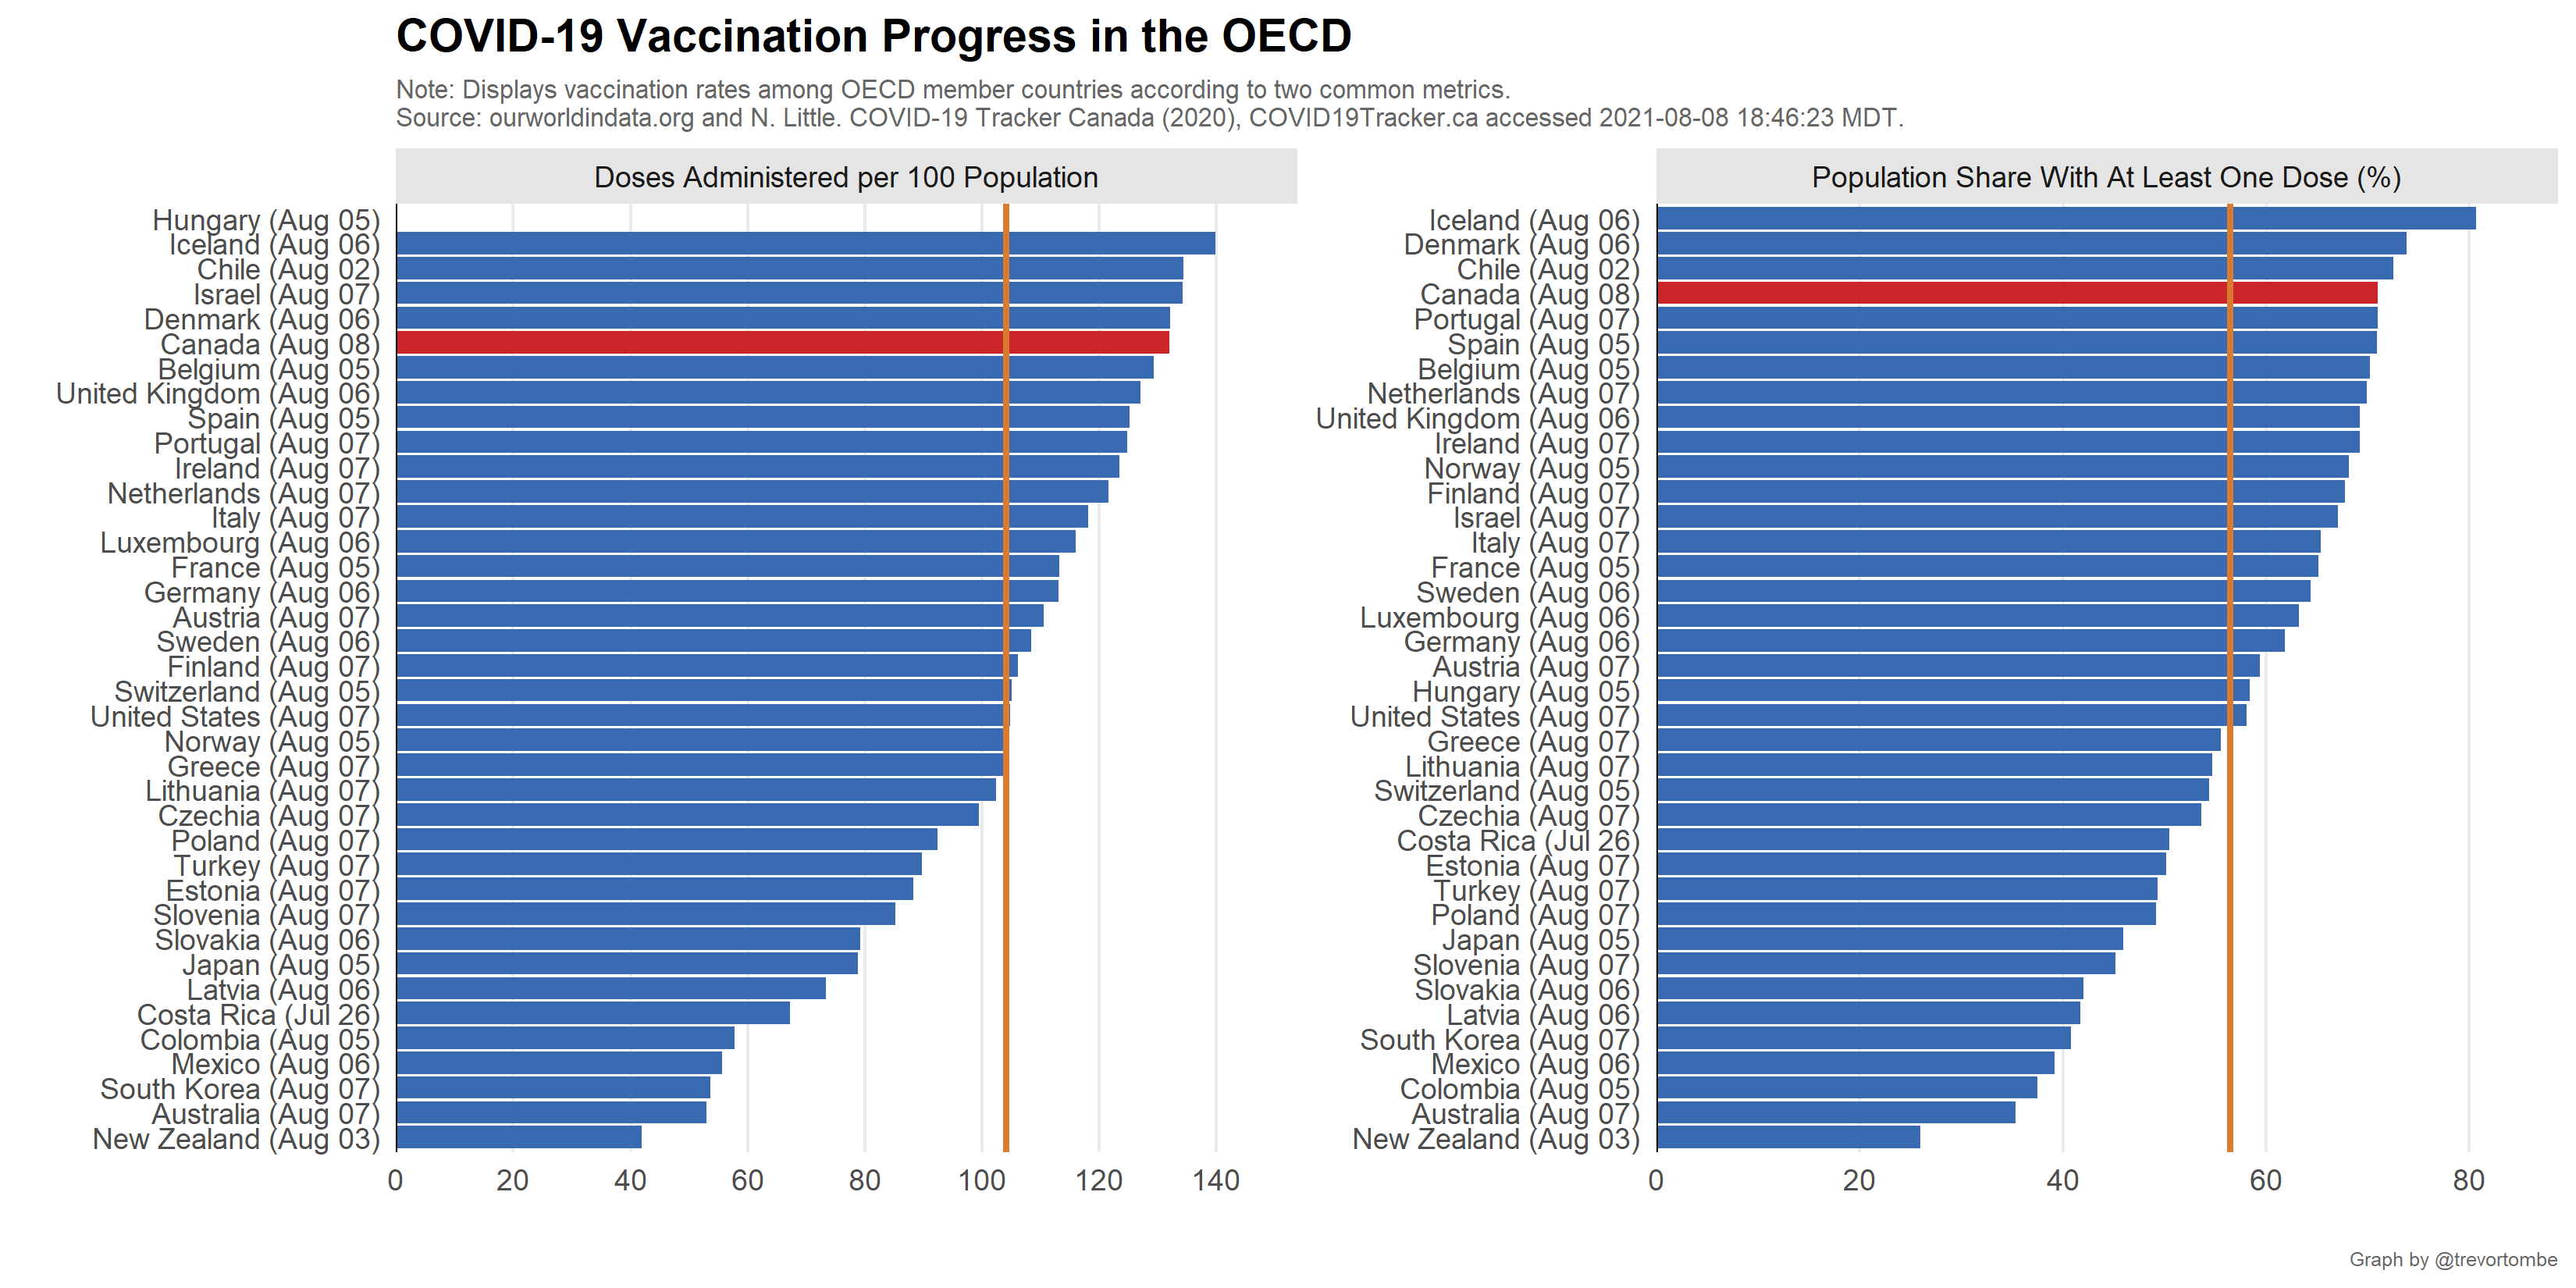 COVID-19 Vaccination Progress in the OECD
Note: Displays vaccination rates among OECD member countries according to two common metrics.
Source: ourworldindata.org and N. Little. COVID-19 Tracker Canada (2020), COVID19Tracker.ca accessed 2021-08-08 18:46:23 MDT.
Doses Administered per 100 Population
Hungary (Aug 05)
Iceland (Aug 06)
Chile (Aug 02)
Israel (Aug 07)
Denmark (Aug 06)
Canada (Aug 08)
Belgium (Aug 05)
United Kingdom (Aug 06)
Spain (Aug 05)
Portugal (Aug 07)
Ireland (Aug 07)
Netherlands (Aug 07)
Italy (Aug 07)
Luxembourg (Aug 06)
France (Aug 05)
Germany (Aug 06)
Austria (Aug 07)
Sweden (Aug 06)
Finland (Aug 07)
Switzerland (Aug 05)
United States (Aug 07)
Norway (Aug 05)
Greece (Aug 07)
Lithuania (Aug 07)
Czechia (Aug 07)
Poland (Aug 07)
Turkey (Aug 07)
Estonia (Aug 07)
Slovenia (Aug 07)
Slovakia (Aug 06)
Japan (Aug 05)
Latvia (Aug 06)
Costa Rica (Jul 26)
Colombia (Aug 05)
Mexico (Aug 06)
South Korea (Aug 07)
Australia (Aug 07)
New Zealand (Aug 03)
0 20 40 60 80 100 120 140
Population Share With At Least One Dose (%)
Iceland (Aug 06)
Denmark (Aug 06)
Chile (Aug 02)
Canada (Aug 08)
Portugal (Aug 07)
Spain (Aug 05)
Belgium (Aug 05)
Netherlands (Aug 07)
United Kingdom (Aug 06)
Ireland (Aug 07)
Norway (Aug 05)
Finland (Aug 07)
Israel (Aug 07)
Italy (Aug 07)
France (Aug 05)
Sweden (Aug 06)
Luxembourg (Aug 06)
Germany (Aug 06)
Austria (Aug 07)
Hungary (Aug 05)
United States (Aug 07)
Greece (Aug 07)
Lithuania (Aug 07)
Switzerland (Aug 05)
Czechia (Aug 07)
Costa Rica (Jul 26)
Estonia (Aug 07)
Turkey (Aug 07)
Poland (Aug 07)
Japan (Aug 05)
Slovenia (Aug 07)
Slovakia (Aug 06)
Latvia (Aug 06)
South Korea (Aug 07)
Mexico (Aug 06)
Colombia (Aug 05)
Australia (Aug 07)
New Zealand (Aug 03)
0 20 40 60 80
Graph by @trevortombe